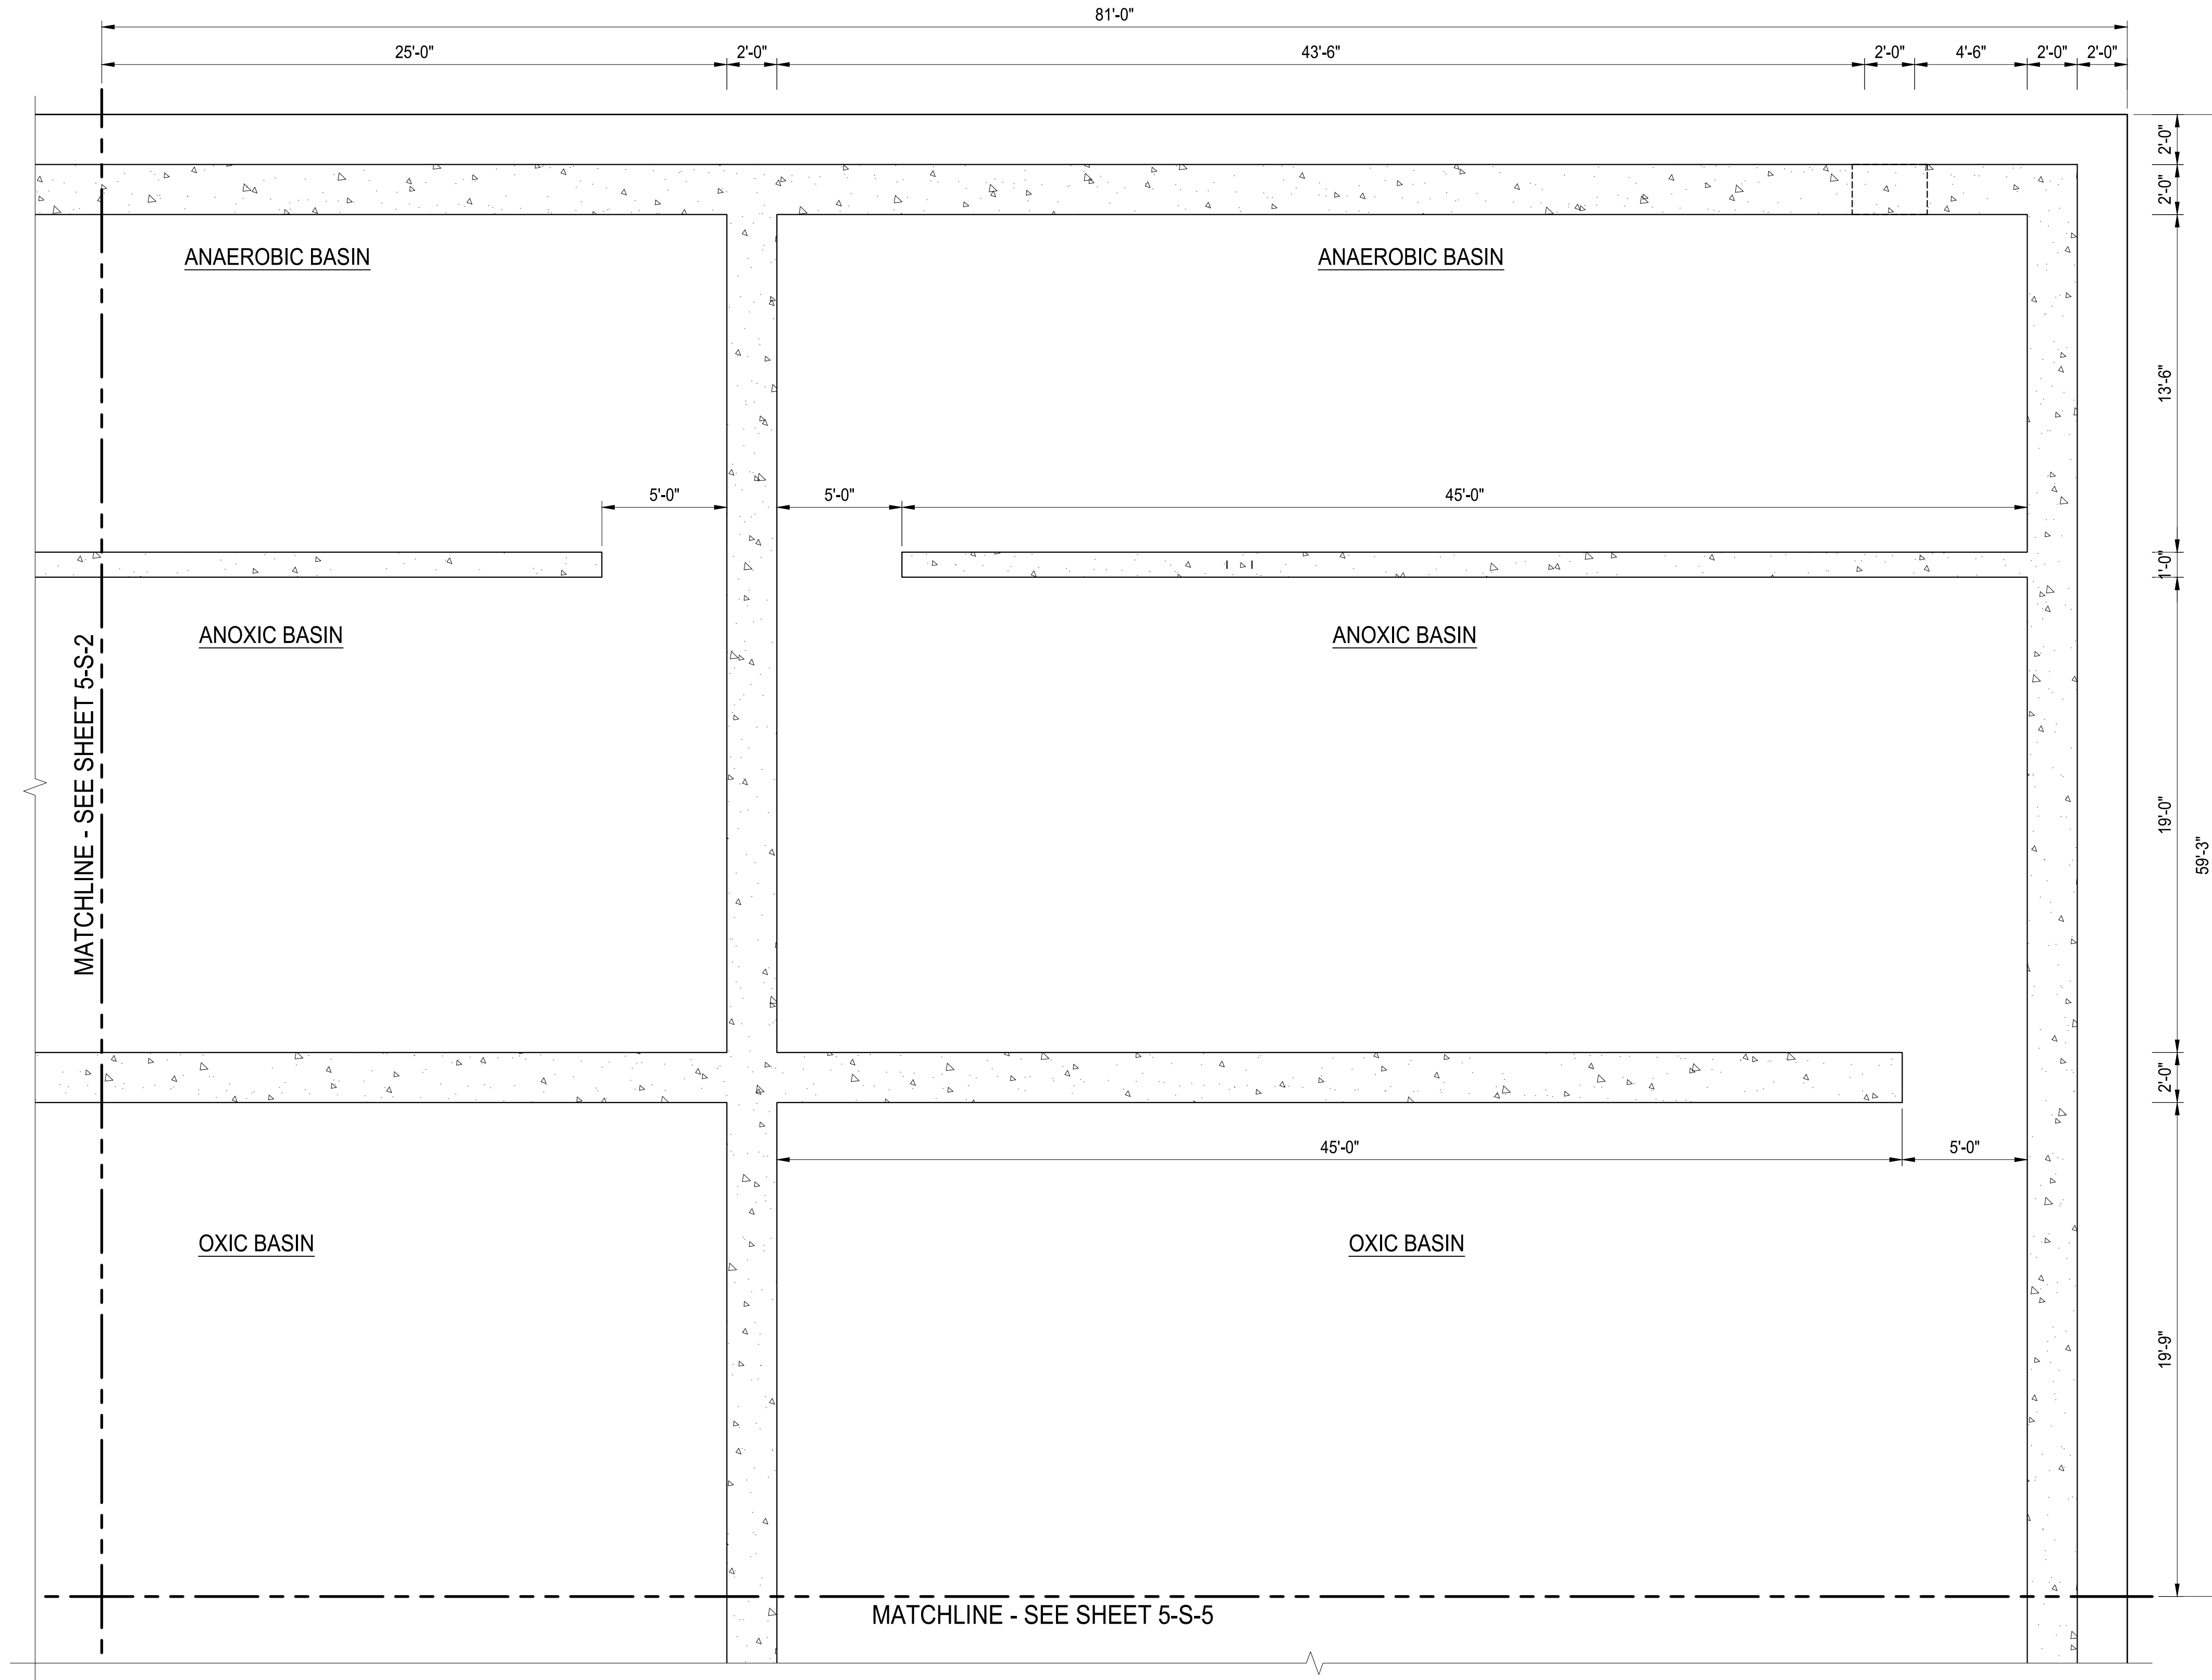 81'-0"
25'-0"
2'-0"
43'-6"
2'-0"
4'-6"
2'-0"
2'-0"
2'-0"
2'-0"
ANAEROBIC BASIN
ANAEROBIC BASIN
13'-6"
5'-0"
5'-0"
45'-0"
1'-0"
ANOXIC BASIN
ANOXIC BASIN
MATCHLINE - SEE SHEET 5-S-2
19'-0"
59'-3"
2'-0"
45'-0"
5'-0"
OXIC BASIN
OXIC BASIN
19'-9"
MATCHLINE - SEE SHEET 5-S-5